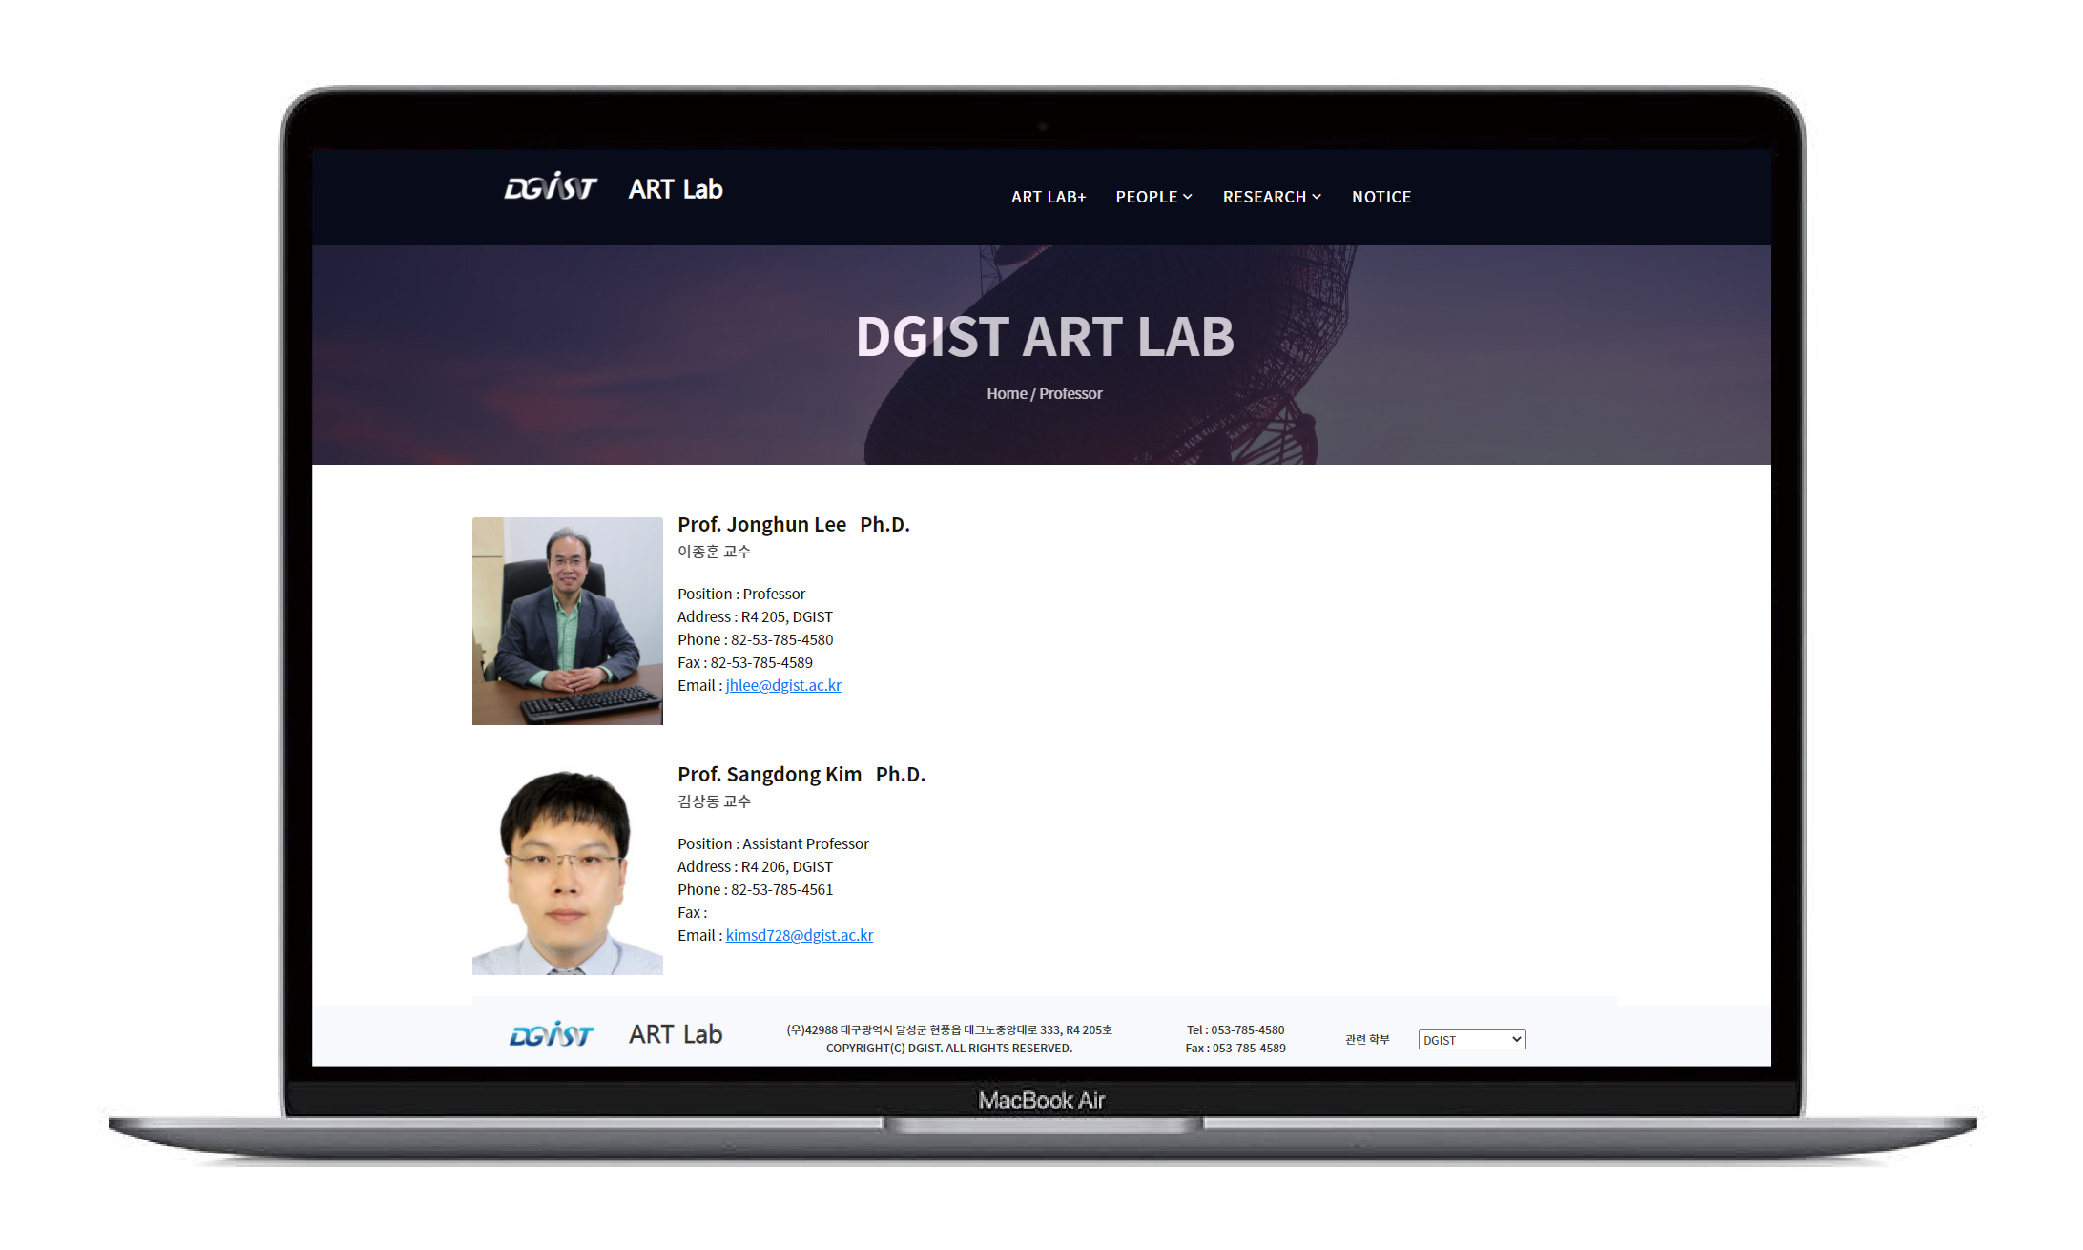 DGIST ART Lab
ART LAB+ PEOPLE RESEARCH NOTICE
DGIST ART LAB
Home / Professor
Prof. Jonghun Lee Ph.D.
이종훈 교수
Position : Professor
Address : R4 205, DGIST
Phone : 82-53-785-4580
Fax : 82-53-785-4589
Email : jhlee@dgist.ac.kr
Prof. Sangdong Kim Ph.D.
김상동 교수
Position : Assistant Professor
Address : R4 206, DGIST
Phone : 82-53-785-4561
Fax :
Email : kimsd728@dgist.ac.kr
DGIST ART Lab
(우)42988 대구광역시 달성군 현풍읍 테크노중앙대로 333, R4 205호
COPYRIGHT(C) DGIST. ALL RIGHTS RESERVED.
Tel : 053-785-4580
Fax : 053-785-4589
관련 학부
DGIST
MacBook Air